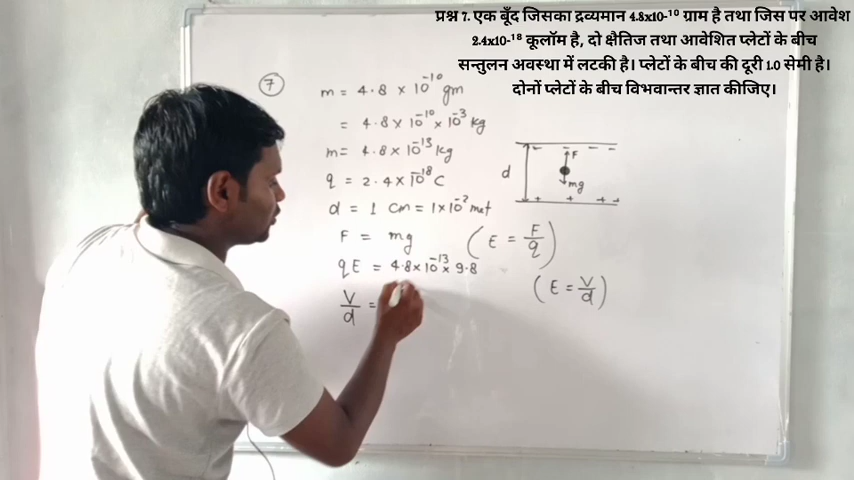 प्रश्न 7. एक बूँद जिसका द्रव्यमान 4.8x10-¹⁰ ग्राम है तथा जिस पर आवेश
2.4x10-¹⁸ कूलॉम है, दो क्षैतिज तथा आवेशित प्लेटों के बीच
सन्तुलन अवस्था में लटकी है। प्लेटों के बीच की दूरी 1.0 सेमी है।
दोनों प्लेटों के बीच विभवान्तर ज्ञात कीजिए।
7
m = 4.8 × 10⁻¹⁰ gm
= 4.8 × 10⁻¹⁰ × 10⁻³ kg
m = 4.8 × 10⁻¹³ kg
q = 2.4 × 10⁻¹⁸ C
d = 1 cm = 1×10⁻² met
F = mg (E = F/q)
qE = 4.8×10⁻¹³ × 9.8
V/d = (E = V/d)
- - - -
F
d
mg
+ + + +